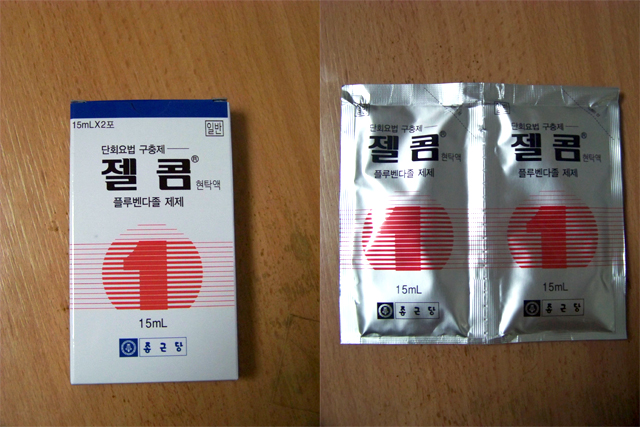 15mLX2포
일반
단회요법 구충제
젤콤®
현탁액
플루벤다졸 제제
1
15mL
종근당
단회요법 구충제
젤콤®
현탁액
플루벤다졸 제제
1
15mL
종근당
단회요법 구충제
젤콤®
현탁액
플루벤다졸 제제
1
15mL
종근당